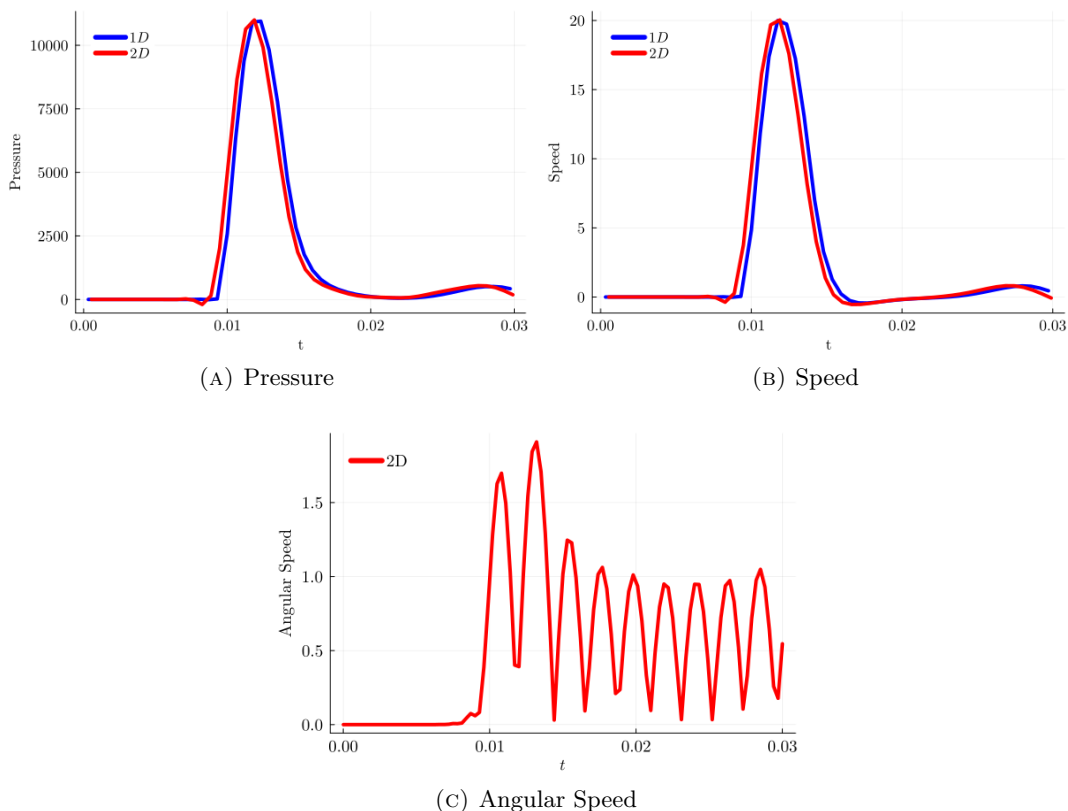 1D
2D
10000
7500
5000
2500
0
Pressure
0.00
0.01
0.02
0.03
t
(A) Pressure
1D
2D
20
15
10
5
0
Speed
0.00
0.01
0.02
0.03
t
(B) Speed
2D
1.5
1.0
0.5
0.0
Angular Speed
0.00
0.01
0.02
0.03
t
(C) Angular Speed